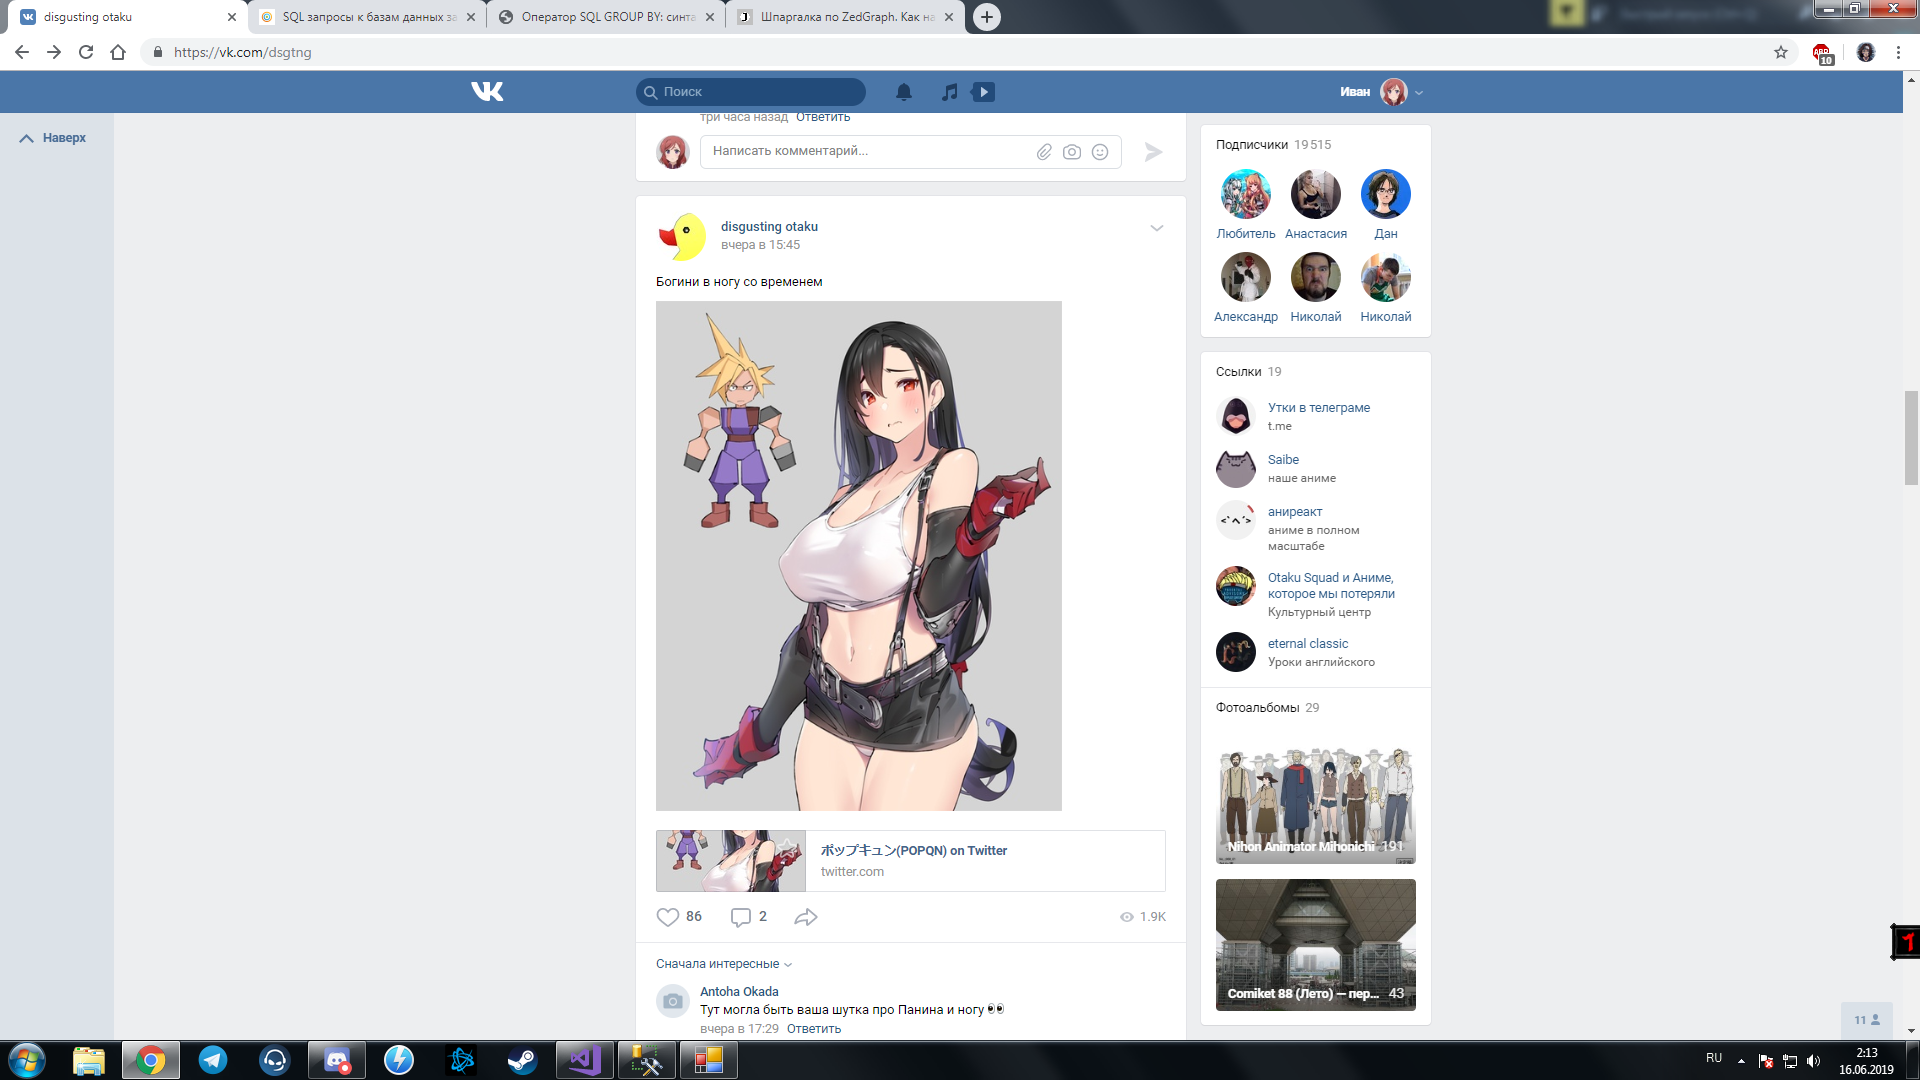 disgusting otaku
SQL запросы к базам данных за
Оператор SQL GROUP BY: синта
Шпаргалка по ZedGraph. Как на
https://vk.com/dsgtng
ABP
10
Поиск
Иван
Наверх
три часа назад Ответить
Написать комментарий...
disgusting otaku
вчера в 15:45
Богини в ногу со временем
ポップキュン(POPQN) on Twitter
twitter.com
86
2
1.9K
Сначала интересные
Antoha Okada
Тут могла быть ваша шутка про Панина и ногу
вчера в 17:29 Ответить
Подписчики 19 515
Любитель Анастасия Дан
Александр Николай Николай
Ссылки 19
Утки в телеграме
t.me
Saibe
наше аниме
аниреакт
аниме в полном
масштабе
Otaku Squad и Аниме,
которое мы потеряли
Культурный центр
eternal classic
Уроки английского
Фотоальбомы 29
Nihon Animator Mihonichi 191
Comiket 88 (Лето) — пер... 43
11
RU
2:13
16.06.2019